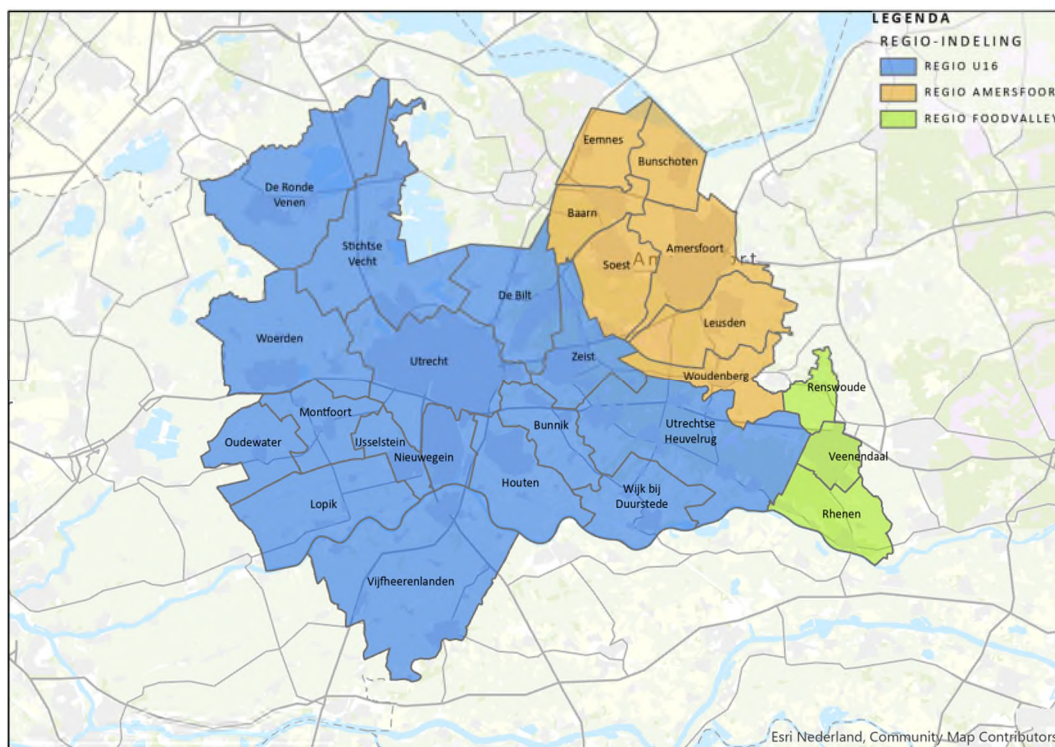 LEGENDA
REGIO-INDELING
REGIO U16
REGIO AMERSFOOR
REGIO FOODVALLEY
Eemnes
Bunschoten
De Ronde
Venen
Baarn
Stichtse
Vecht
Amersfoort
Soest
De Bilt
Leusden
Woerden
Utrecht
Zeist
Woudenberg
Renswoude
Montfoort
Oudewater
IJsselstein
Nieuwegein
Bunnik
Utrechtse
Heuvelrug
Veenendaal
Houten
Wijk bij
Duurstede
Lopik
Rhenen
Vijfheerenlanden
Esri Nederland, Community Map Contributors